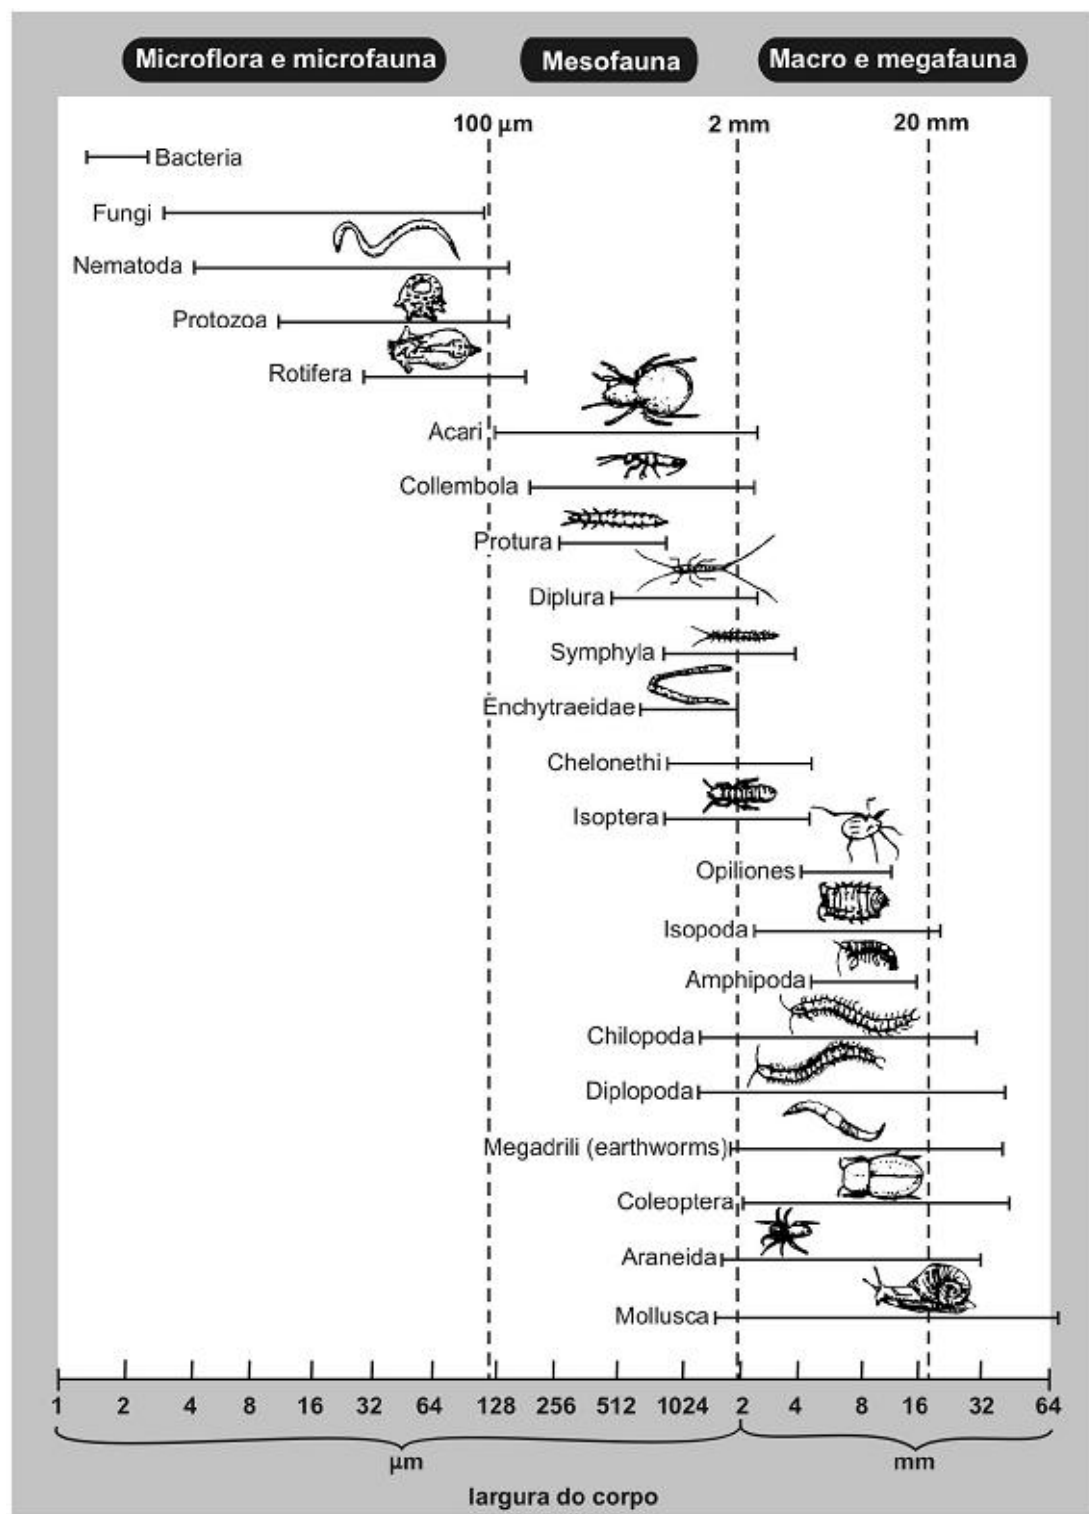 Microflora e microfauna
Mesofauna
Macro e megafauna
100 µm
2 mm
20 mm
Bacteria
Fungi
Nematoda
Protozoa
Rotifera
Acari
Collembola
Protura
Diplura
Symphyla
Enchytraeidae
Chelonethi
Isoptera
Opiliones
Isopoda
Amphipoda
Chilopoda
Diplopoda
Megadrili (earthworms)
Coleoptera
Araneida
Mollusca
1 2 4 8 16 32 64 128 256 512 1024 2 4 8 16 32 64
µm
mm
largura do corpo